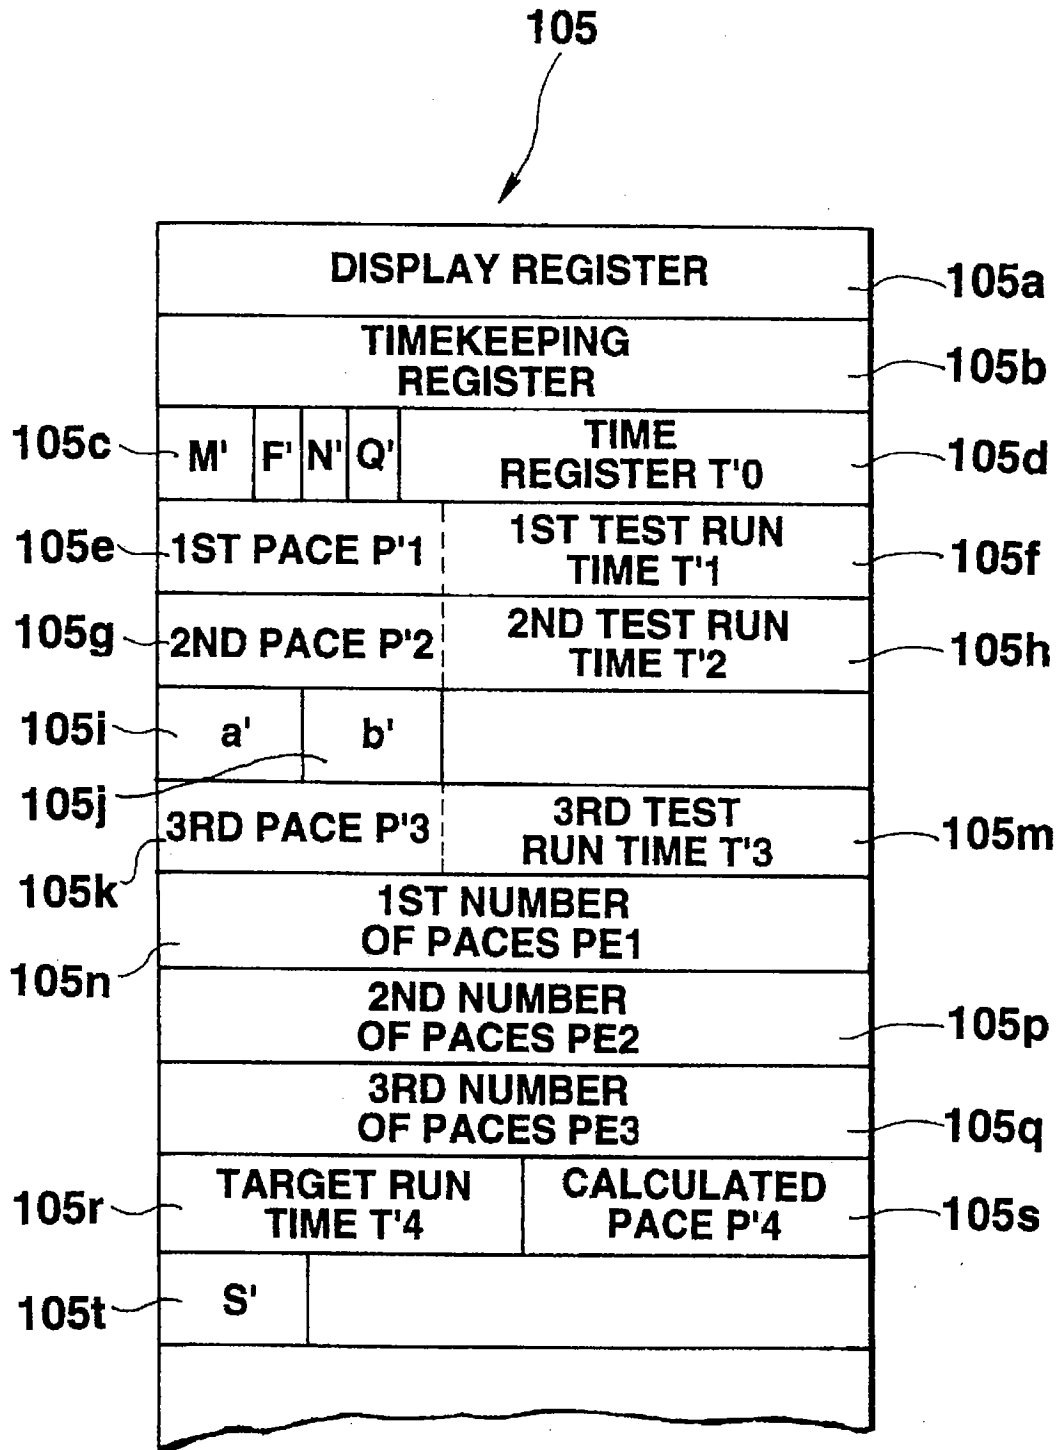 105
DISPLAY REGISTER
105a
TIMEKEEPING
REGISTER
105b
105c
M' F' N' Q'
TIME
REGISTER T'0
105d
105e
1ST PACE P'1
1ST TEST RUN
TIME T'1
105f
105g
2ND PACE P'2
2ND TEST RUN
TIME T'2
105h
105i
a' b'
105j
3RD PACE P'3
3RD TEST
RUN TIME T'3
105m
105k
1ST NUMBER
OF PACES PE1
105n
2ND NUMBER
OF PACES PE2
105p
3RD NUMBER
OF PACES PE3
105q
105r
TARGET RUN
TIME T'4
CALCULATED
PACE P'4
105s
105t
S'